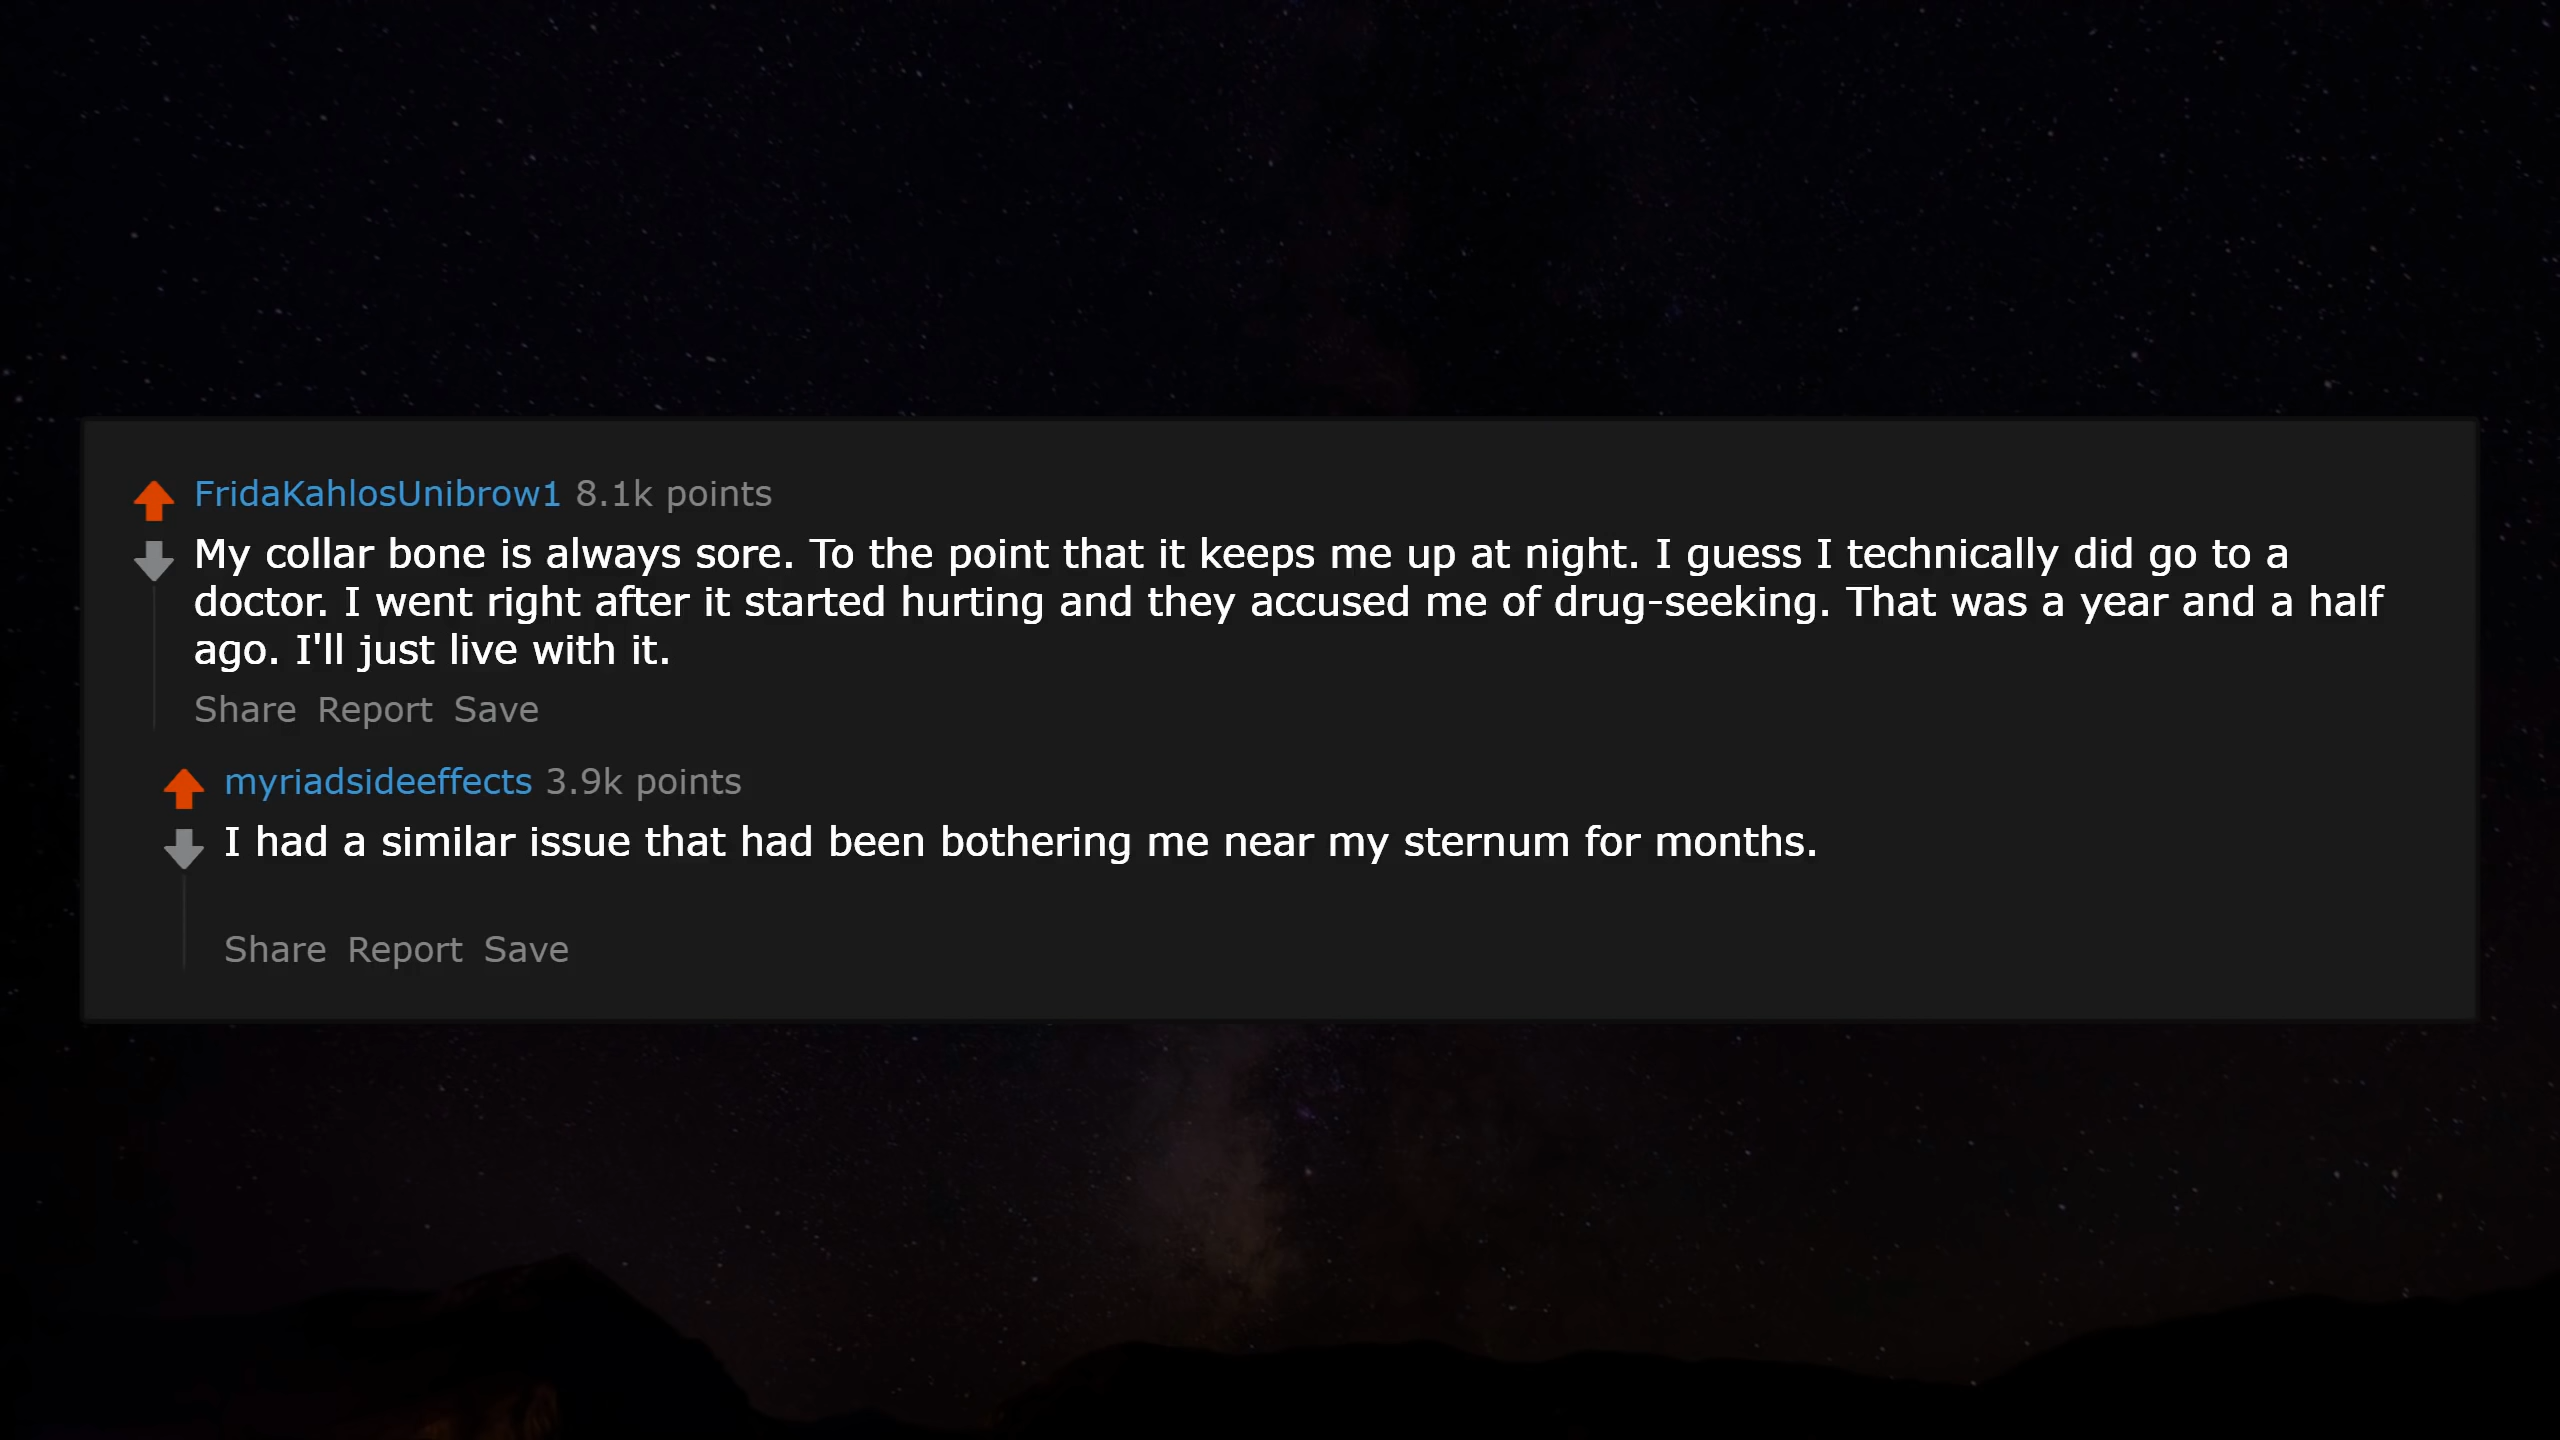 FridaKahlosUnibrow1 8.1k points
My collar bone is always sore. To the point that it keeps me up at night. I guess I technically did go to a
doctor. I went right after it started hurting and they accused me of drug-seeking. That was a year and a half
ago. I'll just live with it.
Share Report Save
myriadsideeffects 3.9k points
I had a similar issue that had been bothering me near my sternum for months.
Share Report Save